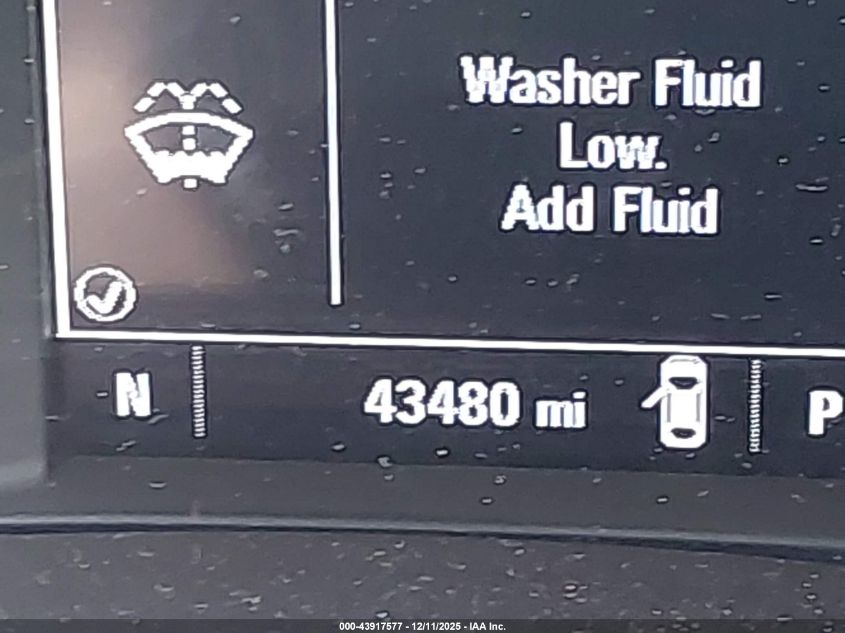 Washer Fluid
Low.
Add Fluid
N 43480 mi P
000-43917577 - 12/11/2025 - IAA Inc.